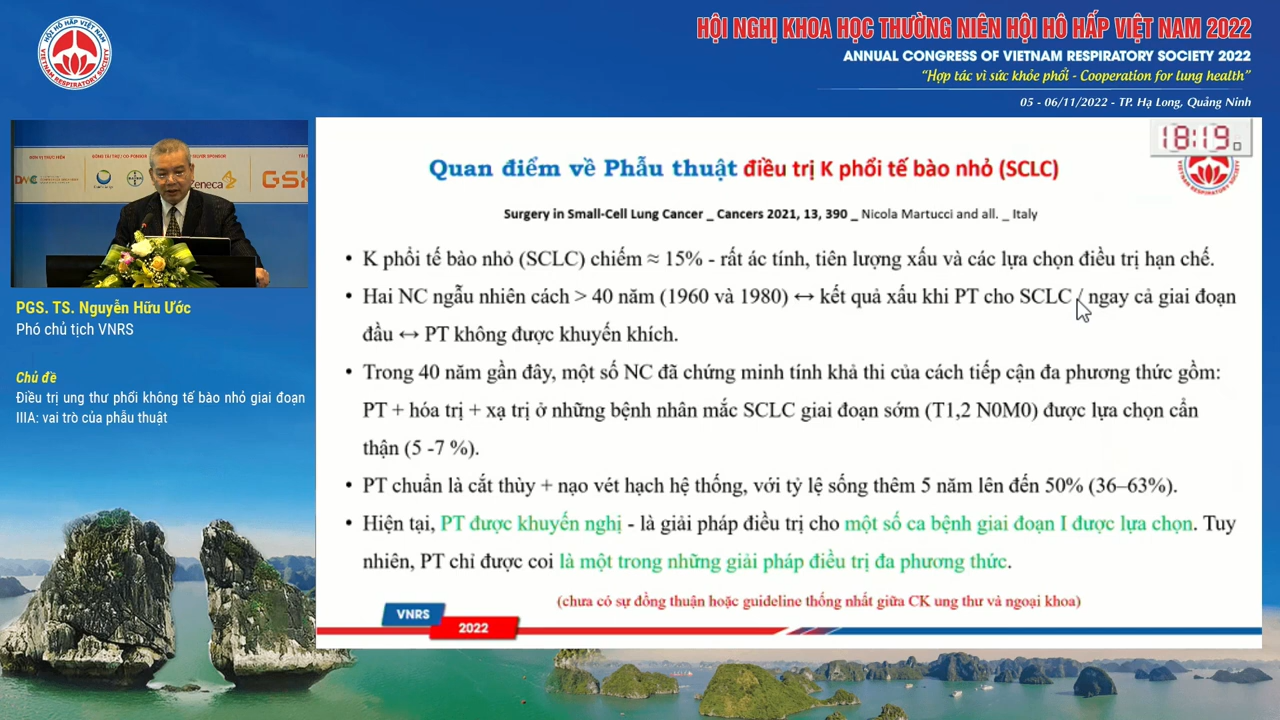 HỘI HÔ HẤP VIỆT NAM
VIETNAM RESPIRATORY SOCIETY
HỘI NGHỊ KHOA HỌC THƯỜNG NIÊN HỘI HÔ HẤP VIỆT NAM 2022
ANNUAL CONGRESS OF VIETNAM RESPIRATORY SOCIETY 2022
“Hợp tác vì sức khỏe phổi - Cooperation for lung health”
05 - 06/11/2022 - TP. Hạ Long, Quảng Ninh
ĐƠN VỊ THỰC HIỆN
GSK
PGS. TS. Nguyễn Hữu Ước
Phó chủ tịch VNRS
Chủ đề
Điều trị ung thư phổi không tế bào nhỏ giai đoạn
IIIA: vai trò của phẫu thuật
18:19
Quan điểm về Phẫu thuật điều trị K phổi tế bào nhỏ (SCLC)
Surgery in Small-Cell Lung Cancer _ Cancers 2021, 13, 390 _ Nicola Martucci and all. _ Italy
• K phổi tế bào nhỏ (SCLC) chiếm ≈ 15% - rất ác tính, tiên lượng xấu và các lựa chọn điều trị hạn chế.
• Hai NC ngẫu nhiên cách > 40 năm (1960 và 1980) ↔ kết quả xấu khi PT cho SCLC / ngay cả giai đoạn
đầu ↔ PT không được khuyến khích.
• Trong 40 năm gần đây, một số NC đã chứng minh tính khả thi của cách tiếp cận đa phương thức gồm:
PT + hóa trị + xạ trị ở những bệnh nhân mắc SCLC giai đoạn sớm (T1,2 N0M0) được lựa chọn cẩn
thận (5 -7 %).
• PT chuẩn là cắt thùy + nạo vét hạch hệ thống, với tỷ lệ sống thêm 5 năm lên đến 50% (36–63%).
• Hiện tại, PT được khuyến nghị - là giải pháp điều trị cho một số ca bệnh giai đoạn I được lựa chọn. Tuy
nhiên, PT chỉ được coi là một trong những giải pháp điều trị đa phương thức.
(chưa có sự đồng thuận hoặc guideline thống nhất giữa CK ung thư và ngoại khoa)
VNRS
2022